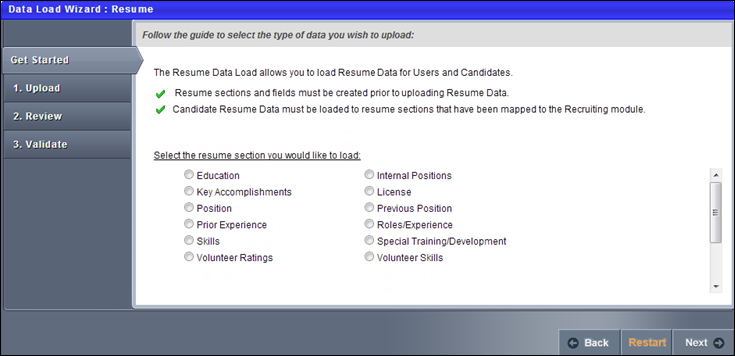 Data Load Wizard : Resume
Follow the guide to select the type of data you wish to upload:
Get Started
1. Upload
2. Review
3. Validate
The Resume Data Load allows you to load Resume Data for Users and Candidates.
Resume sections and fields must be created prior to uploading Resume Data.
Candidate Resume Data must be loaded to resume sections that have been mapped to the Recruiting module.
Select the resume section you would like to load:
Education
Internal Positions
Key Accomplishments
License
Position
Previous Position
Prior Experience
Roles/Experience
Skills
Special Training/Development
Volunteer Ratings
Volunteer Skills
Back
Restart
Next